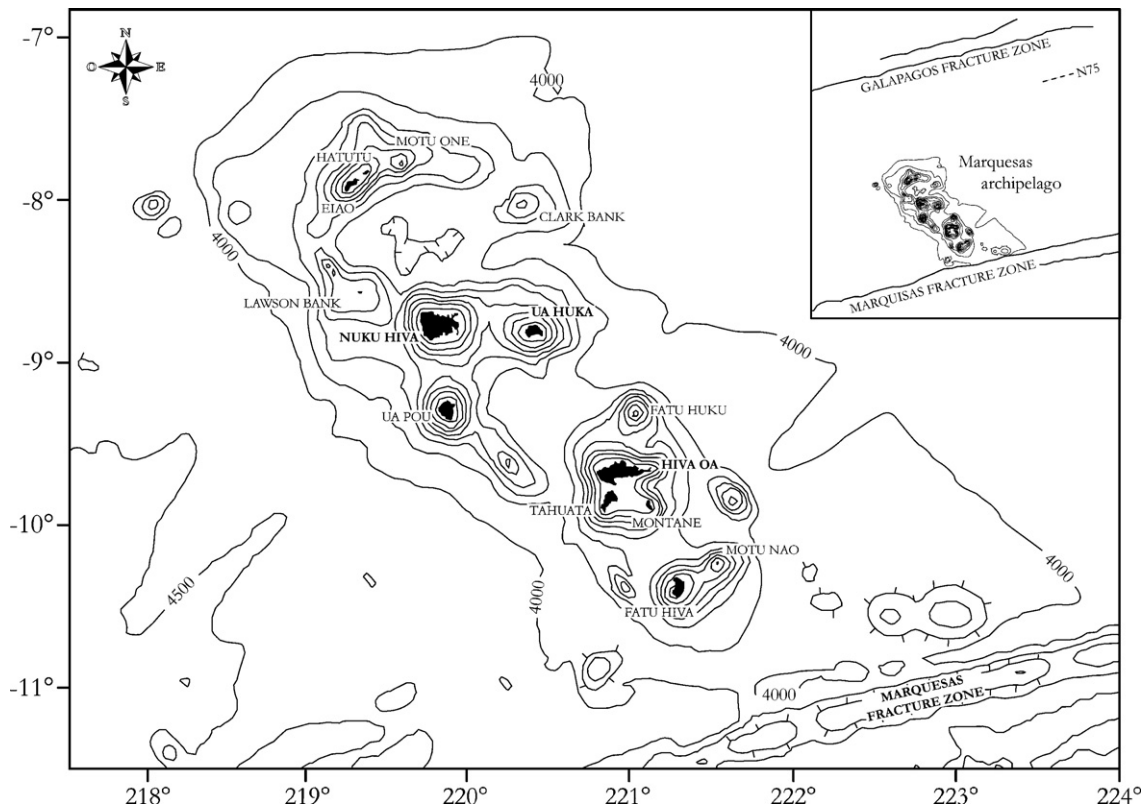 -7°
-8°
-9°
-10°
-11°
218°
219°
220°
221°
222°
223°
224°
N
O
E
S
4000
MOTU ONE
HATUTU
EIAO
CLARK BANK
4000
LAWSON BANK
UA HUKA
NUKU HIVA
4000
UA POU
FATU HUKU
HIVA OA
TAHUATA
MONTANE
MOTU NAO
4000
4500
4000
FATU HIVA
4000
MARQUESAS
FRACTURE ZONE
GALAPAGOS FRACTURE ZONE
N75
Marquesas
archipelago
MARQUISAS FRACTURE ZONE